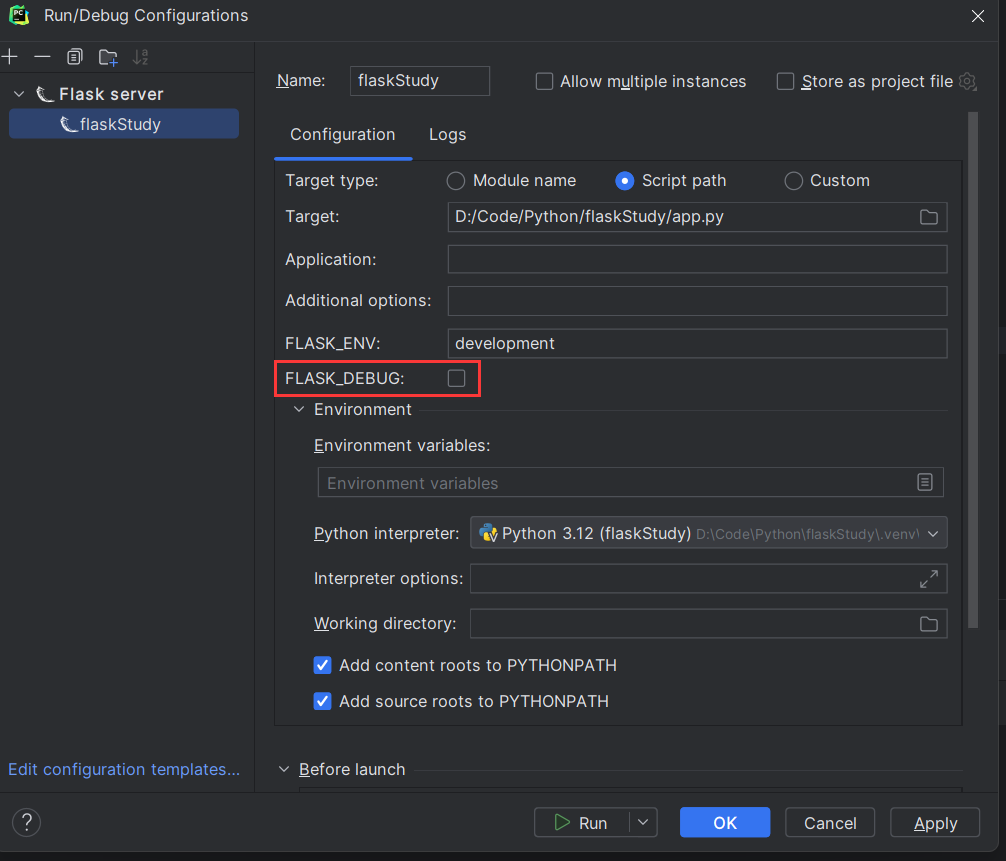 PC
Run/Debug Configurations
Name: flaskStudy Allow multiple instances Store as project file
Flask server
flaskStudy
Configuration Logs
Target type: Module name Script path Custom
Target: D:/Code/Python/flaskStudy/app.py
Application:
Additional options:
FLASK_ENV: development
FLASK_DEBUG:
Environment
Environment variables:
Environment variables
Python interpreter: Python 3.12 (flaskStudy) D:\Code\Python\flaskStudy\.venv\
Interpreter options:
Working directory:
Add content roots to PYTHONPATH
Add source roots to PYTHONPATH
Edit configuration templates... Before launch
? Run OK Cancel Apply